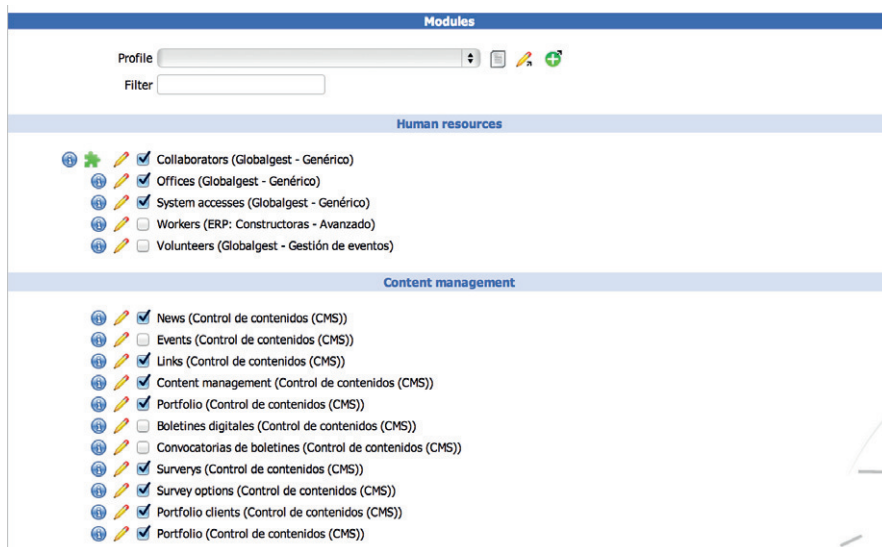 Modules
Profile
Filter
Human resources
Collaborators (Globalgest - Genérico)
Offices (Globalgest - Genérico)
System accesses (Globalgest - Genérico)
Workers (ERP: Constructoras - Avanzado)
Volunteers (Globalgest - Gestión de eventos)
Content management
News (Control de contenidos (CMS))
Events (Control de contenidos (CMS))
Links (Control de contenidos (CMS))
Content management (Control de contenidos (CMS))
Portfolio (Control de contenidos (CMS))
Boletines digitales (Control de contenidos (CMS))
Convocatorias de boletines (Control de contenidos (CMS))
Surverys (Control de contenidos (CMS))
Survey options (Control de contenidos (CMS))
Portfolio clients (Control de contenidos (CMS))
Portfolio (Control de contenidos (CMS))